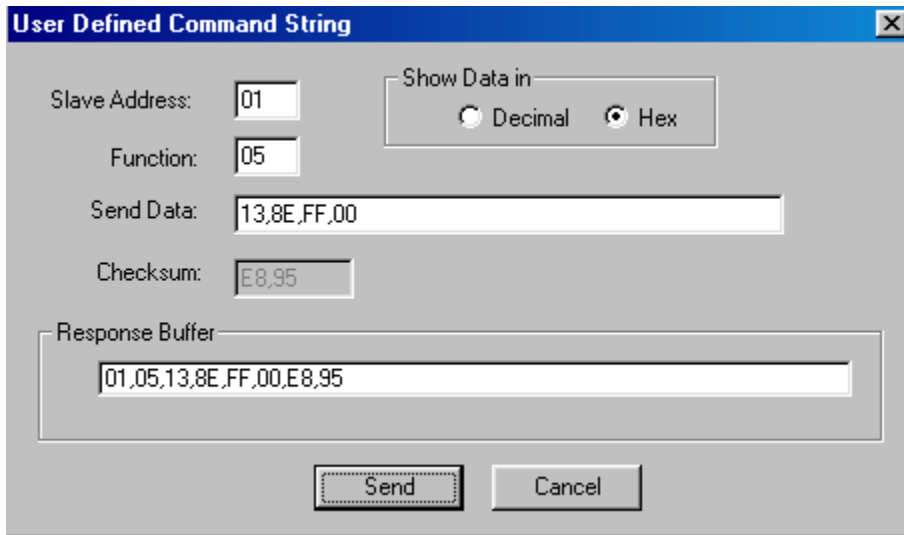 User Defined Command String
Slave Address: 01
Show Data in
Decimal Hex
Function: 05
Send Data: 13,8E,FF,00
Checksum: E8,95
Response Buffer
01,05,13,8E,FF,00,E8,95
Send Cancel